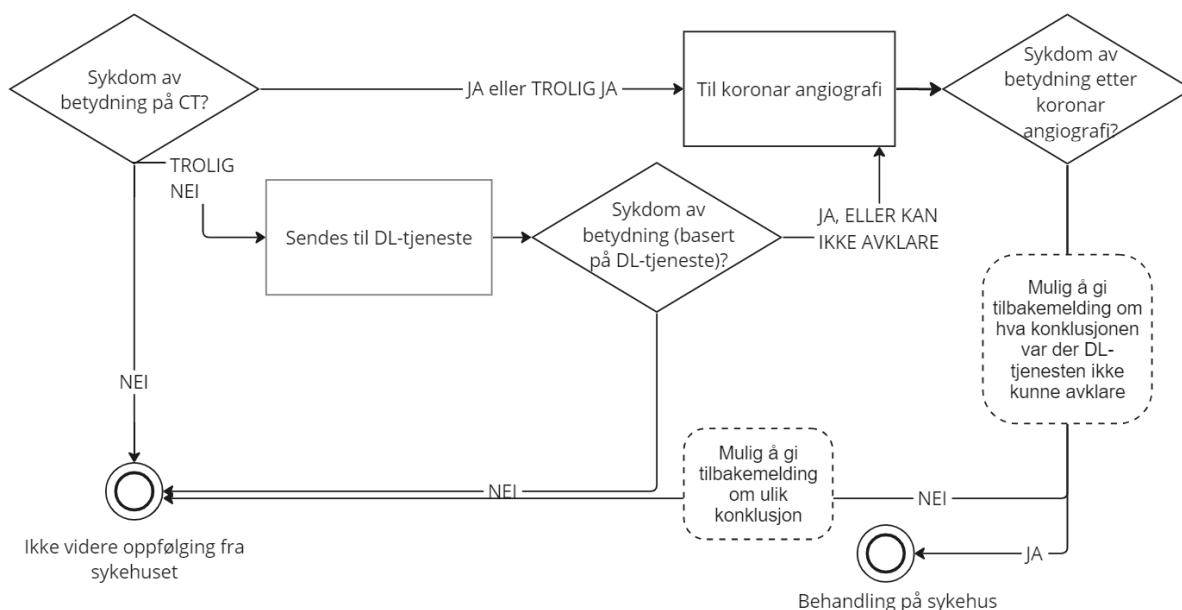 Sykdom av
betydning på CT?
JA eller TROLIG JA
Til koronar angiografi
Sykdom av
betydning etter
koronar
angiografi?
TROLIG
NEI
Sendes til DL-tjeneste
Sykdom av
betydning (basert
på DL-tjeneste)?
JA, ELLER KAN
IKKE AVKLARE
Mulig å gi
tilbakemelding om
hva konklusjonen
var der DL-
tjenesten ikke
kunne avklare
NEI
Mulig å gi
tilbakemelding
om ulik
konklusjon
NEI
NEI
Ikke videre oppfølging fra
sykehuset
JA
Behandling på sykehus